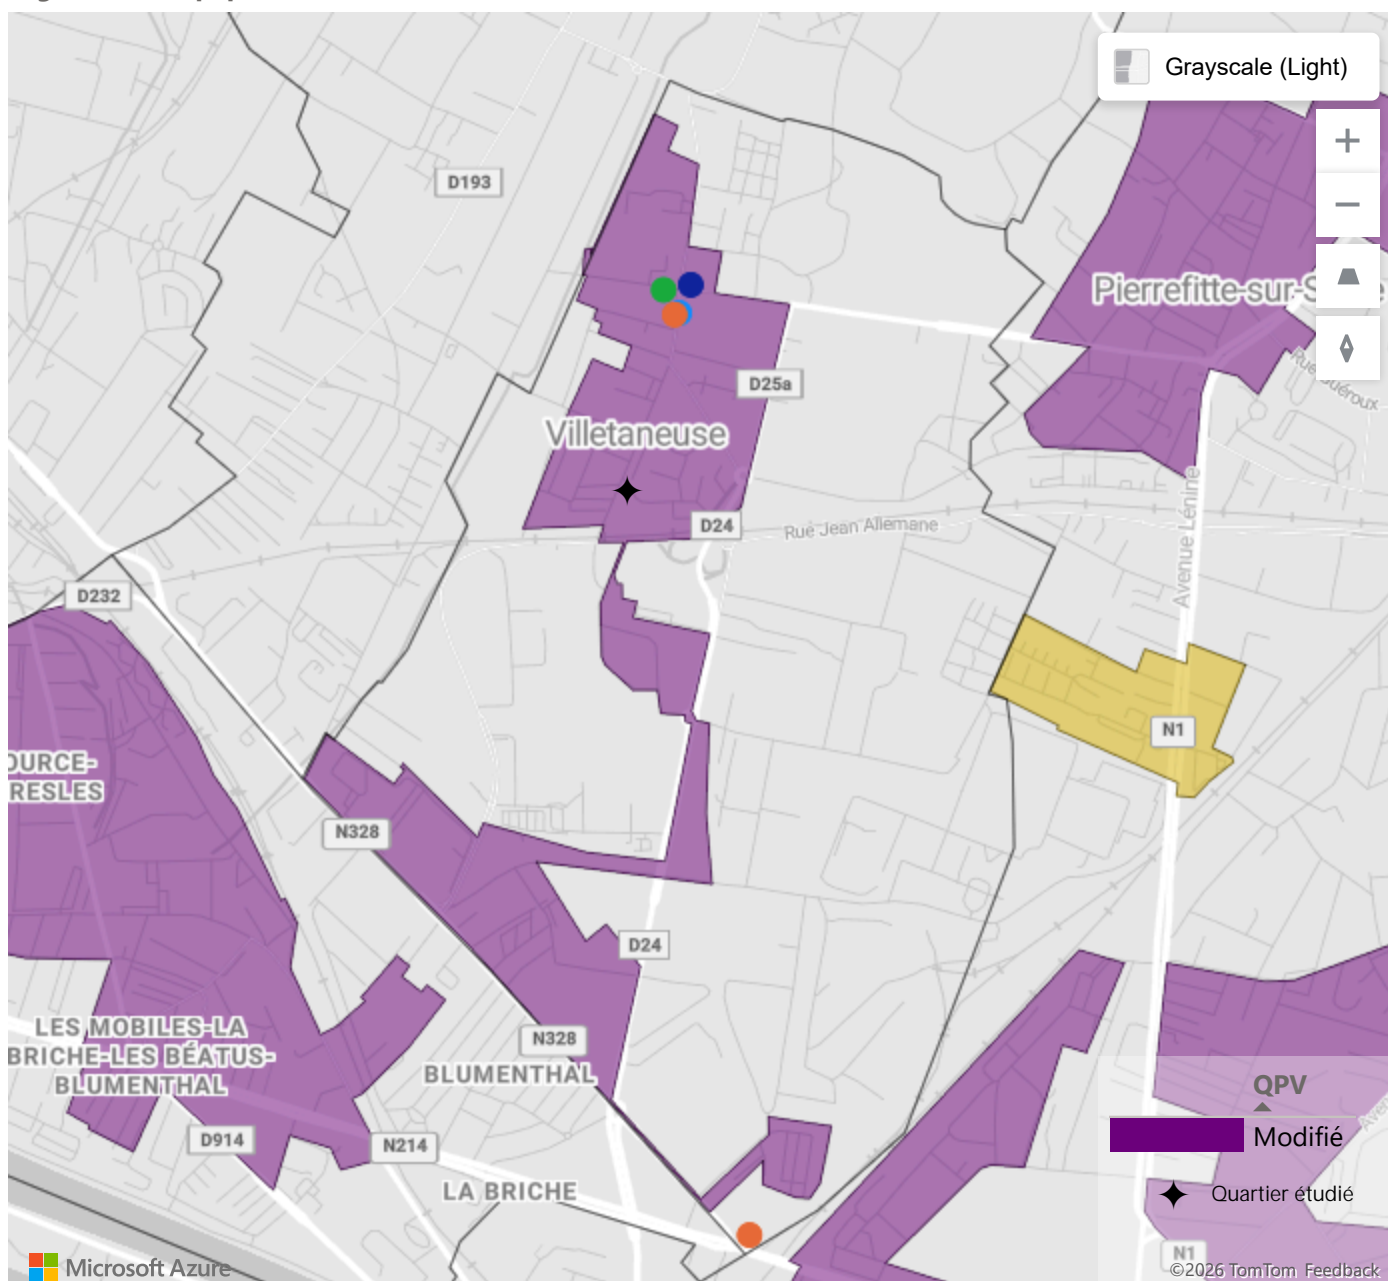 Grayscale (Light)
D193
Pierrefitte-sur-S
D25a
Villetaneuse
D24
Rue Jean Allemane
Avenue Lénine
D232
N1
OURCE-
RESLES
N328
D24
LES MOBILES-LA
BRICHE-LES BÉATUS-
BLUMENTHAL
N328
BLUMENTHAL
QPV
Modifié
D914
N214
LA BRICHE
Quartier étudié
N1
Microsoft Azure
©2026 TomTom Feedback